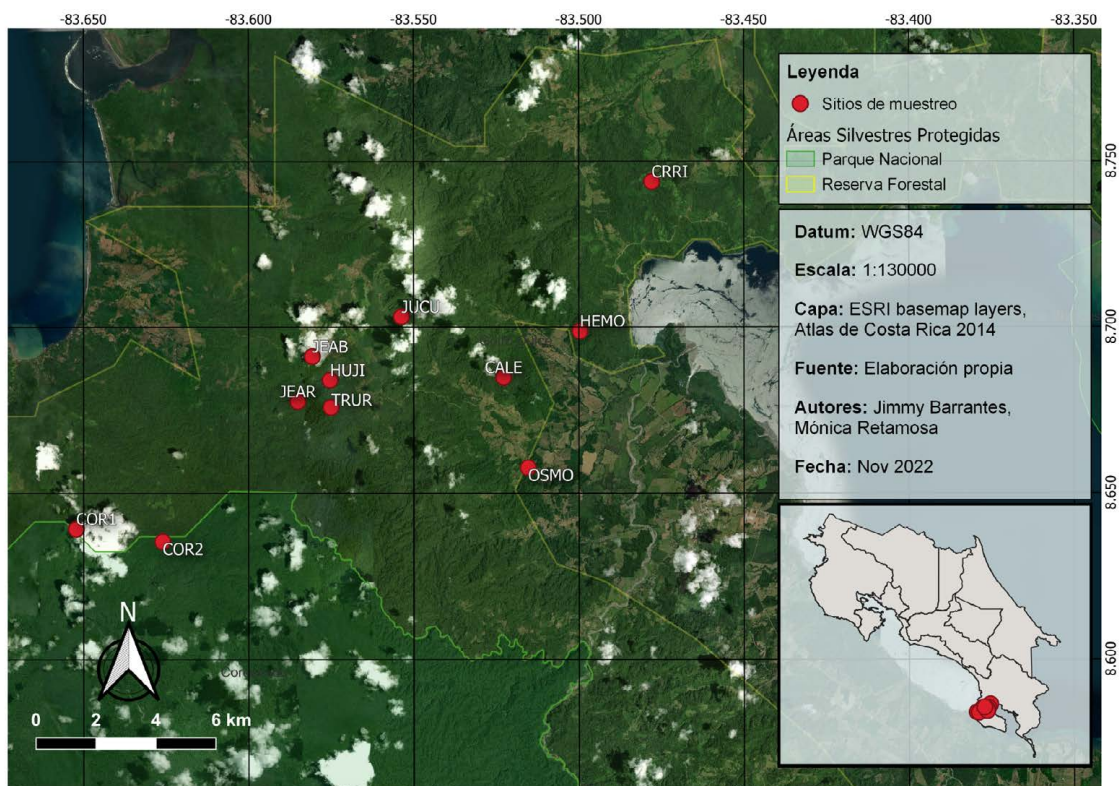 -83.650 -83.600 -83.550 -83.500 -83.450 -83.400 -83.350
Leyenda
Sitios de muestreo
Áreas Silvestres Protegidas
Parque Nacional
Reserva Forestal
8.750
8.700
8.650
8.600
Datum: WGS84
Escala: 1:130000
Capa: ESRI basemap layers,
Atlas de Costa Rica 2014
Fuente: Elaboración propia
Autores: Jimmy Barrantes,
Mónica Retamosa
Fecha: Nov 2022
CRRI
JUCU
HEMO
JEAB
CALE
HUJI
JEAR
TRUR
OSMO
COR1
COR2
N
0 2 4 6 km